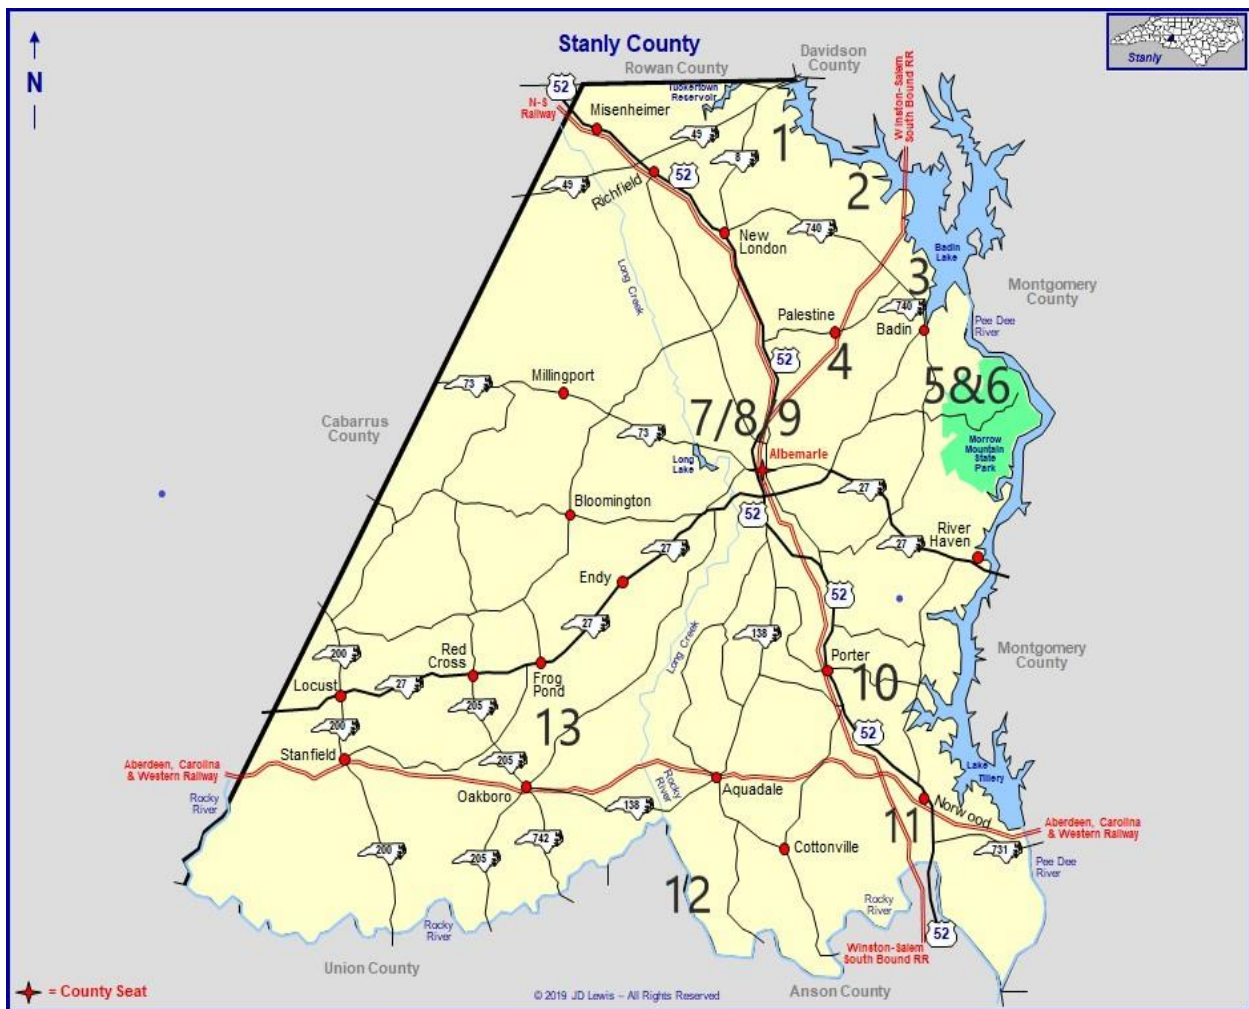 Stanly County
Davidson
County
Rowan County
Stanly
N
52
N-S
Railway
Misenheimer
Tuckertown
Reservoir
Winston-Salem
South Bound RR
49
1
8
52
49
Richfield
2
New
London
740
Badin
Lake
Long Creek
3
Montgomery
County
740
Palestine
Badin
Pee Dee
River
52
4
Millingport
73
5&6
Cabarrus
County
7/8/9
73
Long
Lake
Albemarle
Morrow
Mountain
State
Park
27
Bloomington
52
River
Haven
27
27
Endy
52
27
Long Creek
138
Montgomery
County
200
Red
Cross
Porter
Locust
27
Frog
Pond
10
205
13
200
52
Stanfield
205
Aberdeen, Carolina
& Western Railway
Lake
Tillery
Rocky
River
Rocky
River
Oakboro
Aquadale
138
Norwood
11
Aberdeen, Carolina
& Western Railway
742
200
205
Cottonville
731
Pee Dee
River
12
Rocky
River
Rocky
River
52
Winston-Salem
South Bound RR
Union County
Anson County
= County Seat
© 2019 JD Lewis – All Rights Reserved